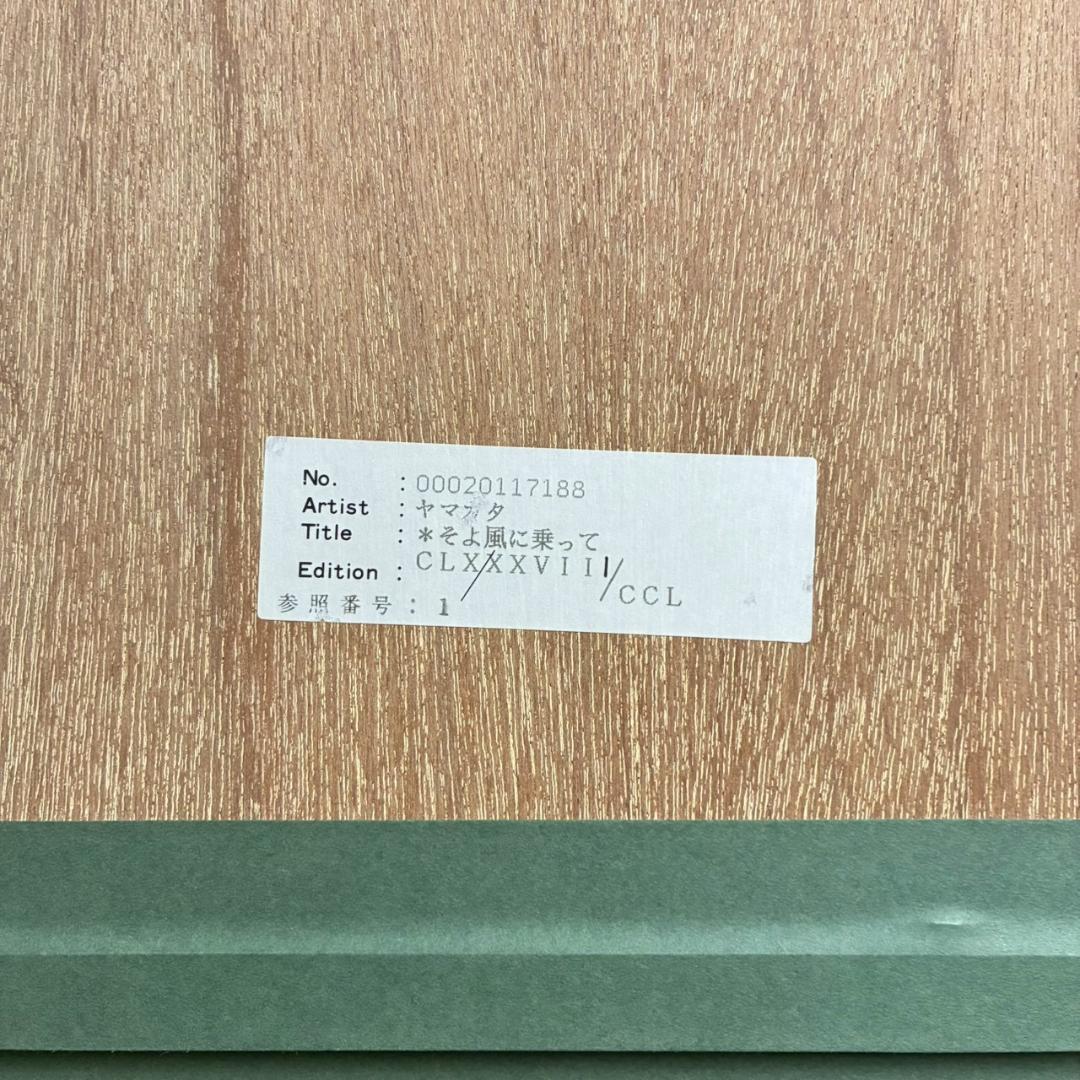 No. :00020117188
Artist :ヤマガタ
Title :*そよ風に乗って
Edition : CLXXXVIII/CCL
参照番号: 1